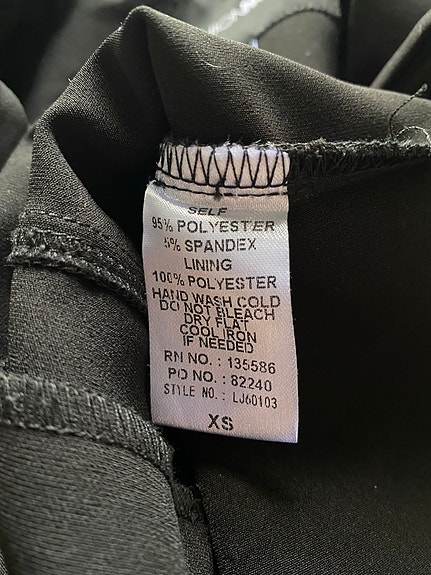 SELF
95% POLYESTER
5% SPANDEX
LINING
100% POLYESTER
HAND WASH COLD
DO NOT BLEACH
DRY FLAT
COOL IRON
IF NEEDED
RN NO. : 135586
PO NO. : 82240
STYLE NO. : LJ60103
XS